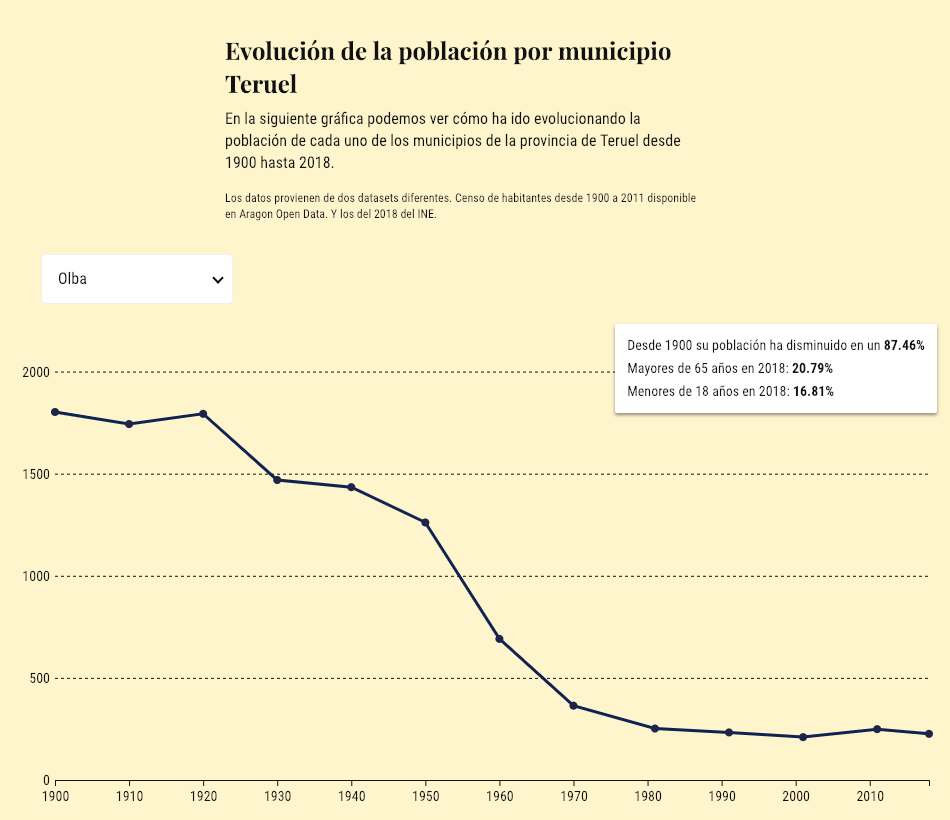 Evolución de la población por municipio
Teruel
En la siguiente gráfica podemos ver cómo ha ido evolucionando la
población de cada uno de los municipios de la provincia de Teruel desde
1900 hasta 2018.
Los datos provienen de dos datasets diferentes. Censo de habitantes desde 1900 a 2011 disponible
en Aragon Open Data. Y los del 2018 del INE.
Olba
Desde 1900 su población ha disminuido en un 87.46%
Mayores de 65 años en 2018: 20.79%
Menores de 18 años en 2018: 16.81%
2000
1500
1000
500
0
1900 1910 1920 1930 1940 1950 1960 1970 1980 1990 2000 2010